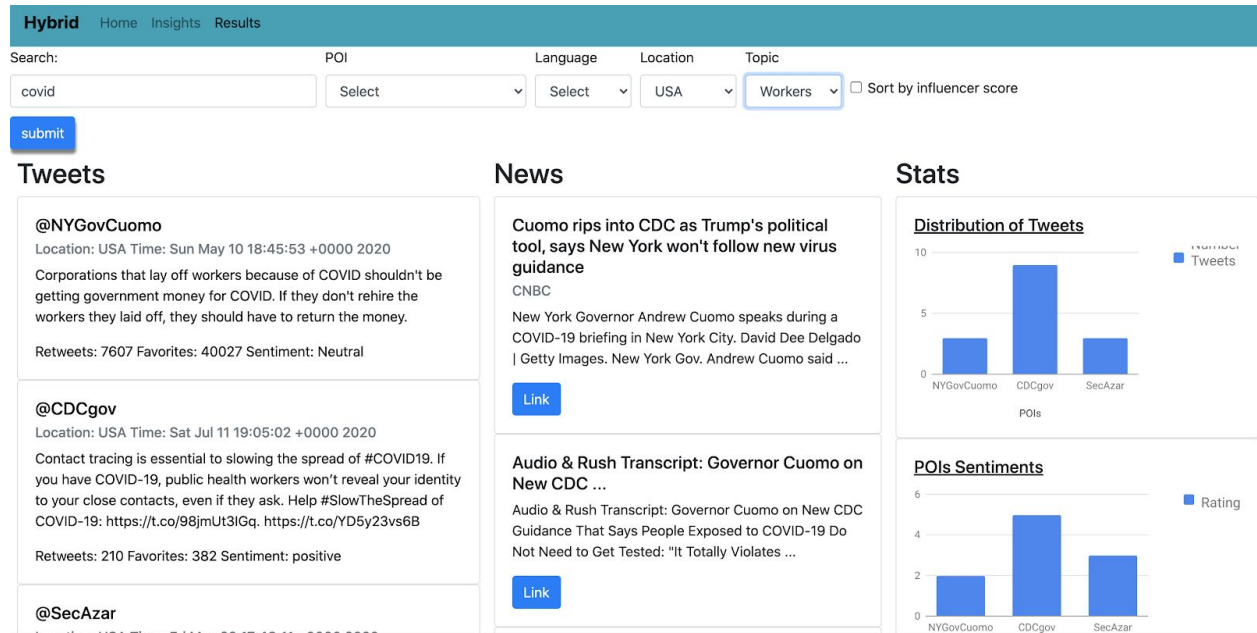 Hybrid Home Insights Results
Search: POI Language Location Topic
covid Select Select USA Workers Sort by influencer score
submit
Tweets
@NYGovCuomo
Location: USA Time: Sun May 10 18:45:53 +0000 2020
Corporations that lay off workers because of COVID shouldn't be
getting government money for COVID. If they don't rehire the
workers they laid off, they should have to return the money.
Retweets: 7607 Favorites: 40027 Sentiment: Neutral
@CDCgov
Location: USA Time: Sat Jul 11 19:05:02 +0000 2020
Contact tracing is essential to slowing the spread of #COVID19. If
you have COVID-19, public health workers won't reveal your identity
to your close contacts, even if they ask. Help #SlowTheSpread of
COVID-19: https://t.co/98jmUt3IGq. https://t.co/YD5y23vs6B
Retweets: 210 Favorites: 382 Sentiment: positive
@SecAzar
News
Cuomo rips into CDC as Trump's political
tool, says New York won't follow new virus
guidance
CNBC
New York Governor Andrew Cuomo speaks during a
COVID-19 briefing in New York City. David Dee Delgado
| Getty Images. New York Gov. Andrew Cuomo said ...
Link
Audio & Rush Transcript: Governor Cuomo on
New CDC ...
Audio & Rush Transcript: Governor Cuomo on New CDC
Guidance That Says People Exposed to COVID-19 Do
Not Need to Get Tested: "It Totally Violates ...
Link
Stats
Distribution of Tweets
Number
Tweets
10
5
0
NYGovCuomo CDCgov SecAzar
POIs
POIs Sentiments
Rating
6
4
2
0
NYGovCuomo CDCgov SecAzar